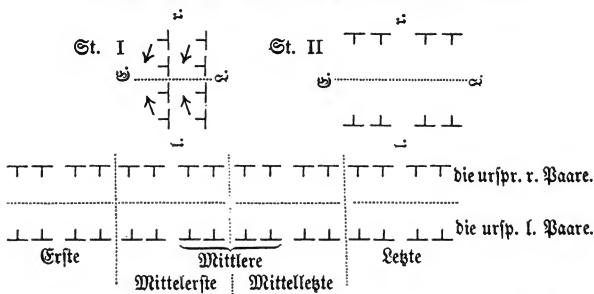 r.
r.
St. I
St. II
E. L.
E. L.
l.
l.
die urspr. r. Paare.
die ursp. l. Paare.
Erste Mittlere Letzte
Mittelerste Mittelletzte